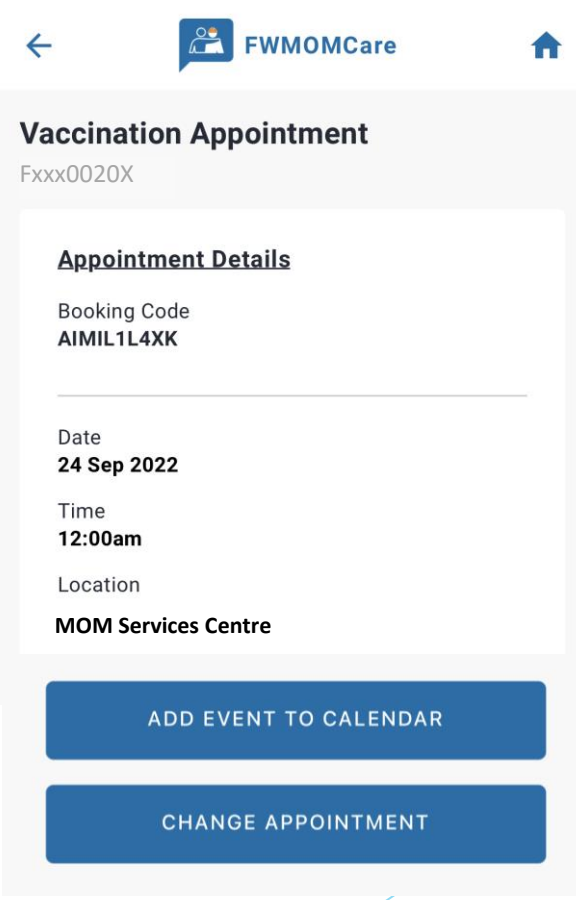 FWMOMCare
Vaccination Appointment
Fxxx0020X
Appointment Details
Booking Code
AIMIL1L4XK
Date
24 Sep 2022
Time
12:00am
Location
MOM Services Centre
ADD EVENT TO CALENDAR
CHANGE APPOINTMENT